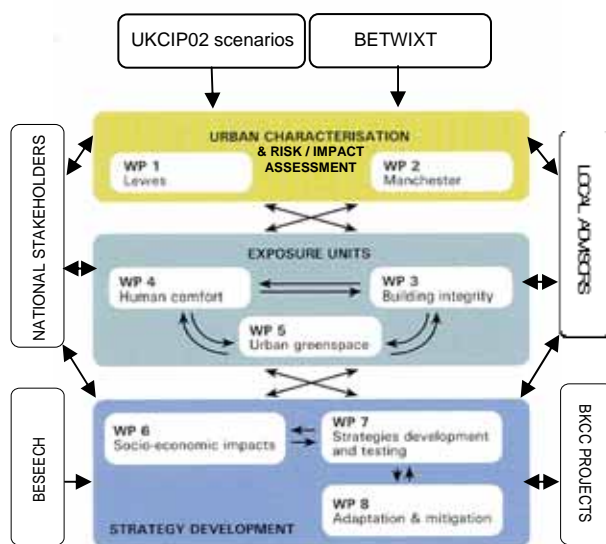 UKCIP02 scenarios
BETWIXT
NATIONAL STAKEHOLDERS
LOCAL ADVISORS
URBAN CHARACTERISATION
& RISK / IMPACT
ASSESSMENT
WP 1
Lewes
WP 2
Manchester
EXPOSURE UNITS
WP 4
Human comfort
WP 3
Building integrity
WP 5
Urban greenspace
BESEECH
BKCC PROJECTS
WP 6
Socio-economic impacts
WP 7
Strategies development
and testing
WP 8
Adaptation & mitigation
STRATEGY DEVELOPMENT